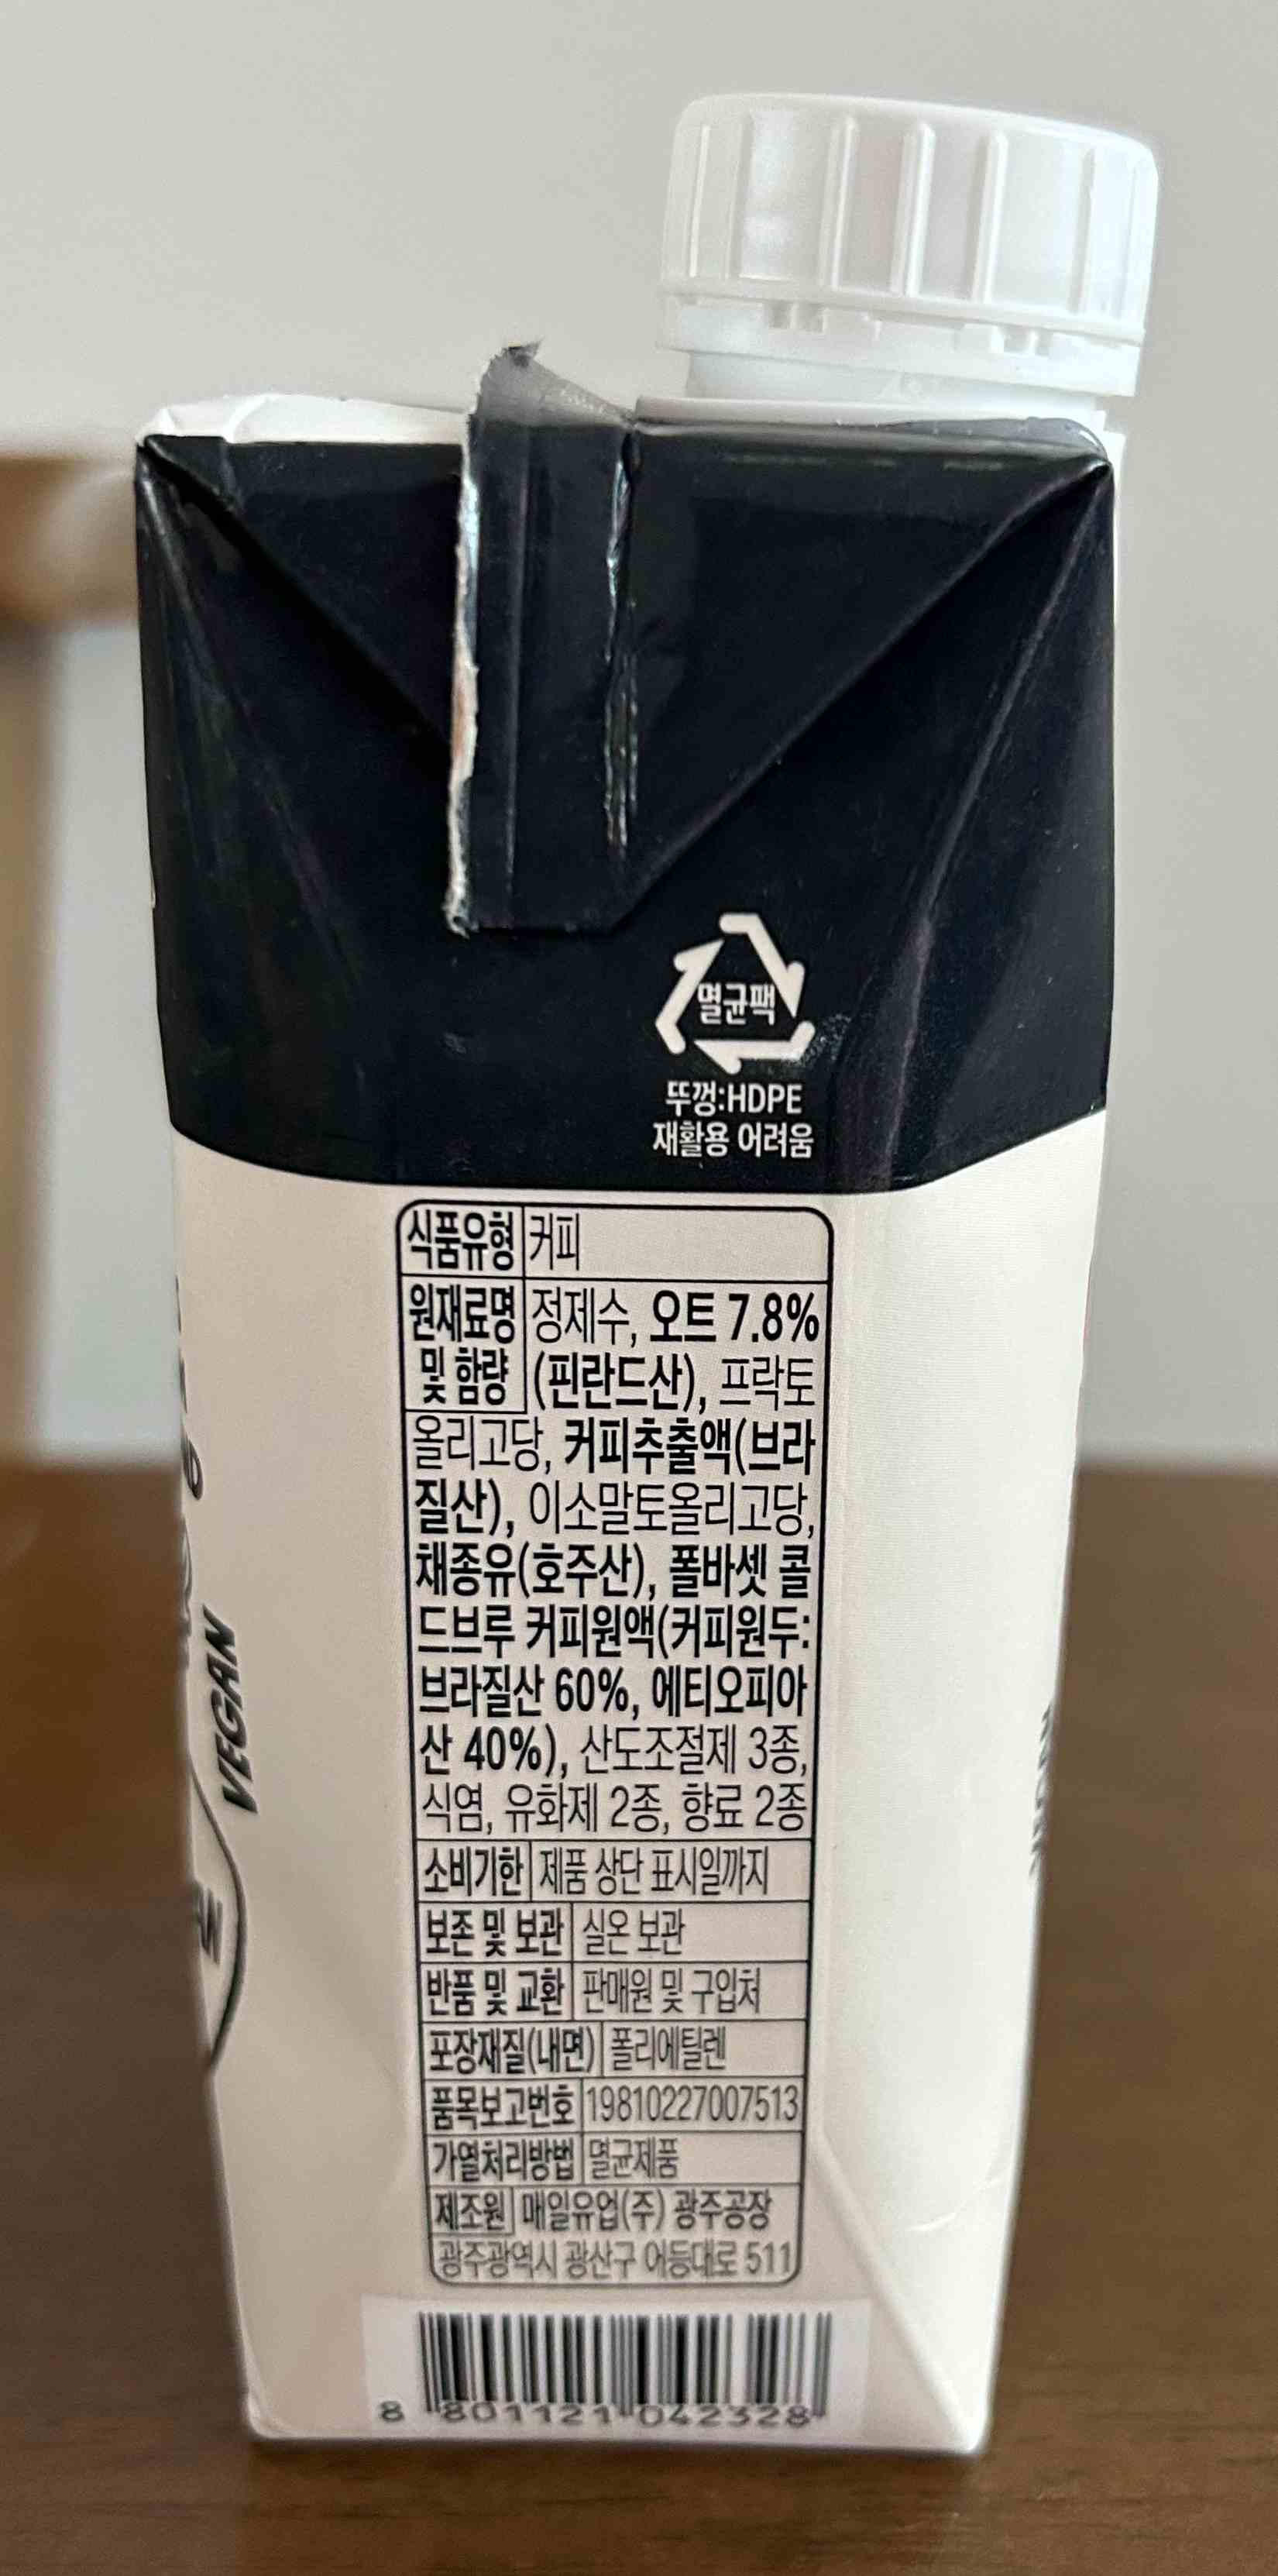 멸균팩
뚜껑:HDPE
재활용 어려움
식품유형 커피
원재료명 정제수, 오트 7.8%
및 함량 (핀란드산), 프락토
올리고당, 커피추출액(브라
질산), 이소말토올리고당,
채종유(호주산), 폴바셋 콜
드브루 커피원액(커피원두:
브라질산 60%, 에티오피아
산 40%), 산도조절제 3종,
식염, 유화제 2종, 향료 2종
소비기한 제품 상단 표시일까지
보존 및 보관 실온 보관
반품 및 교환 판매원 및 구입처
포장재질(내면) 폴리에틸렌
품목보고번호 19810227007513
가열처리방법 멸균제품
제조원 매일유업(주) 광주공장
광주광역시 광산구 어등대로 511
8 801121 042328
VEGAN